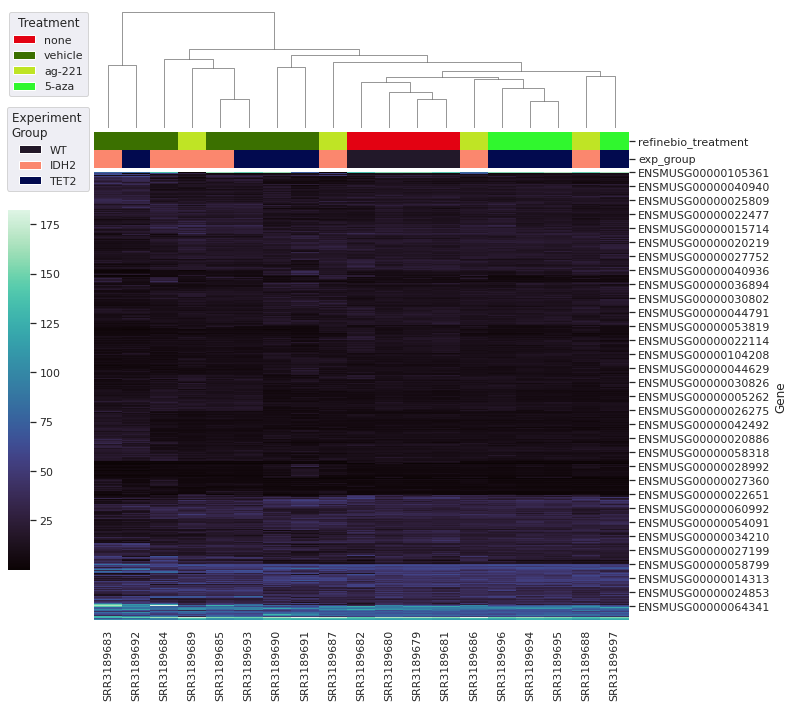 Treatment
none
vehicle
ag-221
5-aza
Experiment
Group
WT
IDH2
TET2
175
150
125
100
75
50
25
refinebio_treatment
exp_group
ENSMUSG00000105361
ENSMUSG00000040940
ENSMUSG00000025809
ENSMUSG00000022477
ENSMUSG00000015714
ENSMUSG00000020219
ENSMUSG00000027752
ENSMUSG00000040936
ENSMUSG00000036894
ENSMUSG00000030802
ENSMUSG00000044791
ENSMUSG00000053819
ENSMUSG00000022114
ENSMUSG00000104208
ENSMUSG00000044629
ENSMUSG00000030826
ENSMUSG00000005262
ENSMUSG00000026275
ENSMUSG00000042492
ENSMUSG00000020886
ENSMUSG00000058318
ENSMUSG00000028992
ENSMUSG00000027360
ENSMUSG00000022651
ENSMUSG00000060992
ENSMUSG00000054091
ENSMUSG00000034210
ENSMUSG00000027199
ENSMUSG00000058799
ENSMUSG00000014313
ENSMUSG00000024853
ENSMUSG00000064341
Gene
SRR3189683
SRR3189692
SRR3189684
SRR3189689
SRR3189685
SRR3189693
SRR3189690
SRR3189691
SRR3189687
SRR3189682
SRR3189680
SRR3189679
SRR3189681
SRR3189686
SRR3189696
SRR3189694
SRR3189695
SRR3189688
SRR3189697